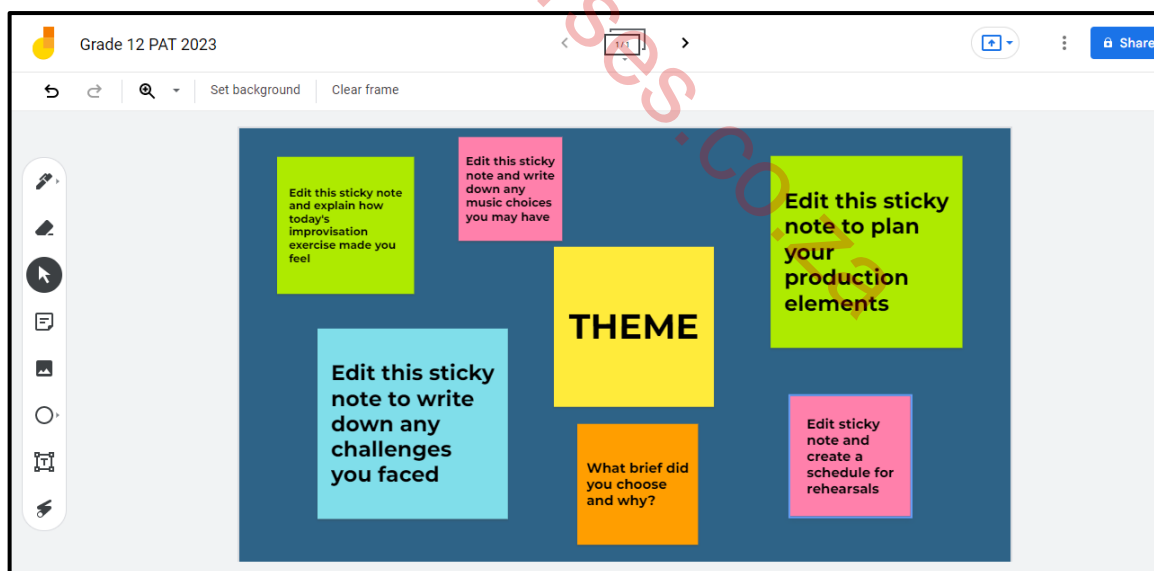 Grade 12 PAT 2023
1/1
Share
Set background
Clear frame
Edit this sticky note
and explain how
today's
improvisation
exercise made you
feel
Edit this sticky
note and write
down any
music choices
you may have
Edit this sticky
note to plan
your
production
elements
THEME
Edit this sticky
note to write
down any
challenges
you faced
What brief did
you choose
and why?
Edit sticky
note and
create a
schedule for
rehearsals
ses.co.za